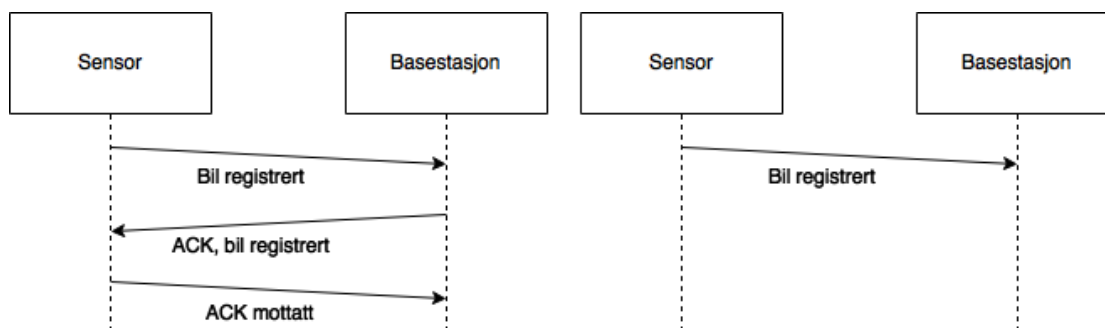 Sensor
Basestasjon
Bil registrert
ACK, bil registrert
ACK mottatt
Sensor
Basestasjon
Bil registrert